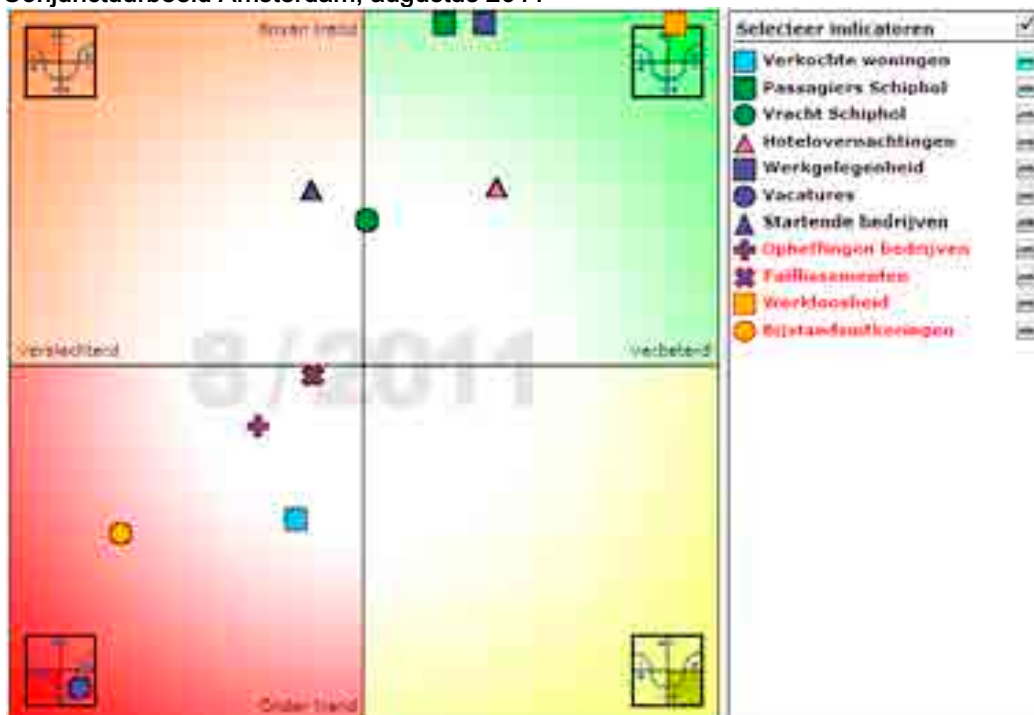 Conjunctuurbeeld Amsterdam, augustus 2011
Boven trend
Selecteer indicatoren
Verkochte woningen
Passagiers Schiphol
Vracht Schiphol
Hotelovernachtingen
Werkgelegenheid
Vacatures
Startende bedrijven
Opheffingen bedrijven
Faillissementen
Werkloosheid
Bijstandsuitkeringen
Verslechterd
Verbeterd
8/2011
Onder trend